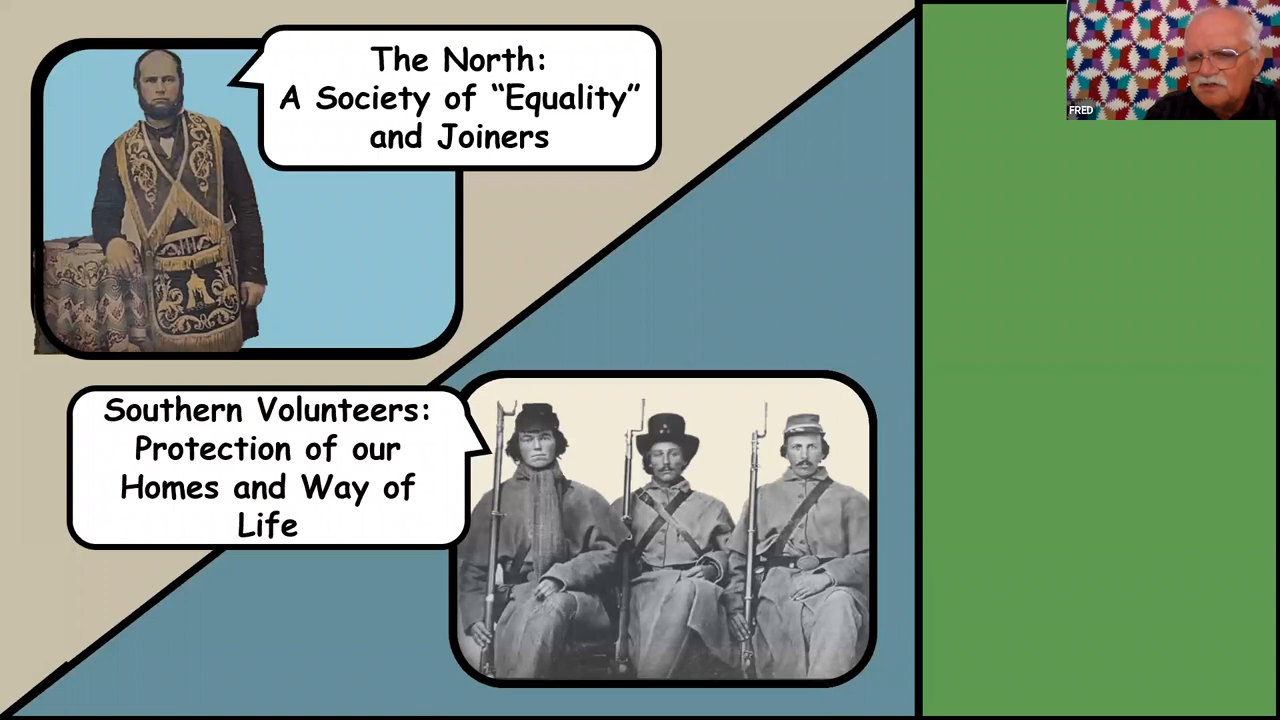 The North:
A Society of “Equality”
and Joiners
FRED
Southern Volunteers:
Protection of our
Homes and Way of
Life